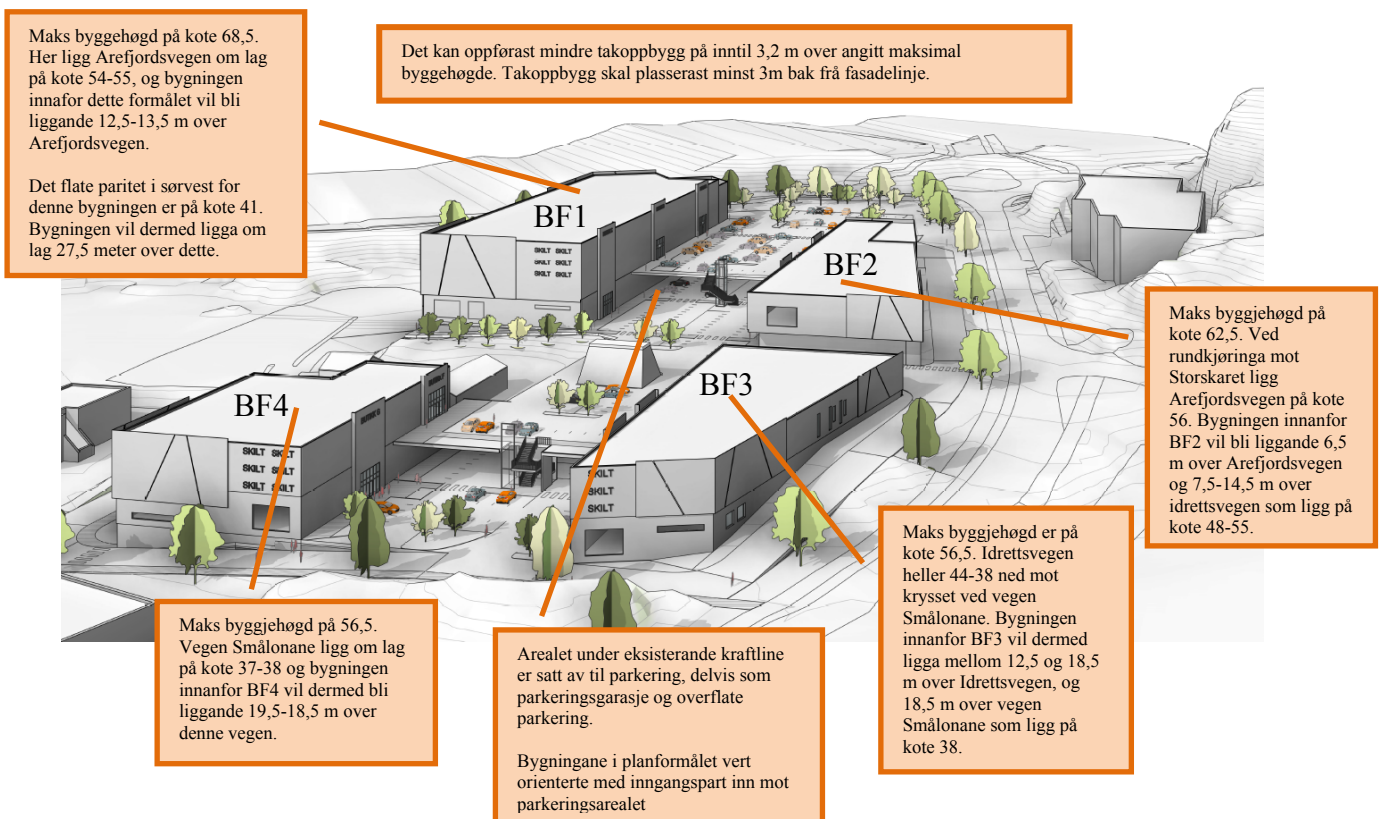 Maks byggehøgd på kote 68,5.
Her ligg Arefjordsvegen om lag
på kote 54-55, og bygningen
innafor dette formålet vil bli
liggande 12,5-13,5 m over
Arefjordsvegen.
Det flate paritet i sørvest for
denne bygningen er på kote 41.
Bygningen vil dermed ligga om
lag 27,5 meter over dette.
Det kan oppførast mindre takoppbygg på inntil 3,2 m over angitt maksimal
byggehøgde. Takoppbygg skal plasserast minst 3m bak frå fasadelinje.
BF1
SKILT SKILT
SKILT SKILT
SKILT SKILT
BF2
Maks byggjehøgd på
kote 62,5. Ved
rundkjøringa mot
Storskaret ligg
Arefjordsvegen på kote
56. Bygningen innanfor
BF2 vil bli liggande 6,5
m over Arefjordsvegen
og 7,5-14,5 m over
idrettsvegen som ligg på
kote 48-55.
BF3
SKILT
SKILT
SKILT
BF4
SKILT SKILT
SKILT SKILT
SKILT SKILT
Maks byggjehøgd er på
kote 56,5. Idrettsvegen
heller 44-38 ned mot
krysset ved vegen
Smålonane. Bygningen
innanfor BF3 vil dermed
ligga mellom 12,5 og 18,5
m over Idrettsvegen, og
18,5 m over vegen
Smålonane som ligg på
kote 38.
Maks byggjehøgd på 56,5.
Vegen Smålonane ligg om lag
på kote 37-38 og bygningen
innanfor BF4 vil dermed bli
liggande 19,5-18,5 m over
denne vegen.
Arealet under eksisterande kraftline
er satt av til parkering, delvis som
parkeringsgarasje og overflate
parkering.
Bygningane i planformålet vert
orienterte med inngangspart inn mot
parkeringsarealet